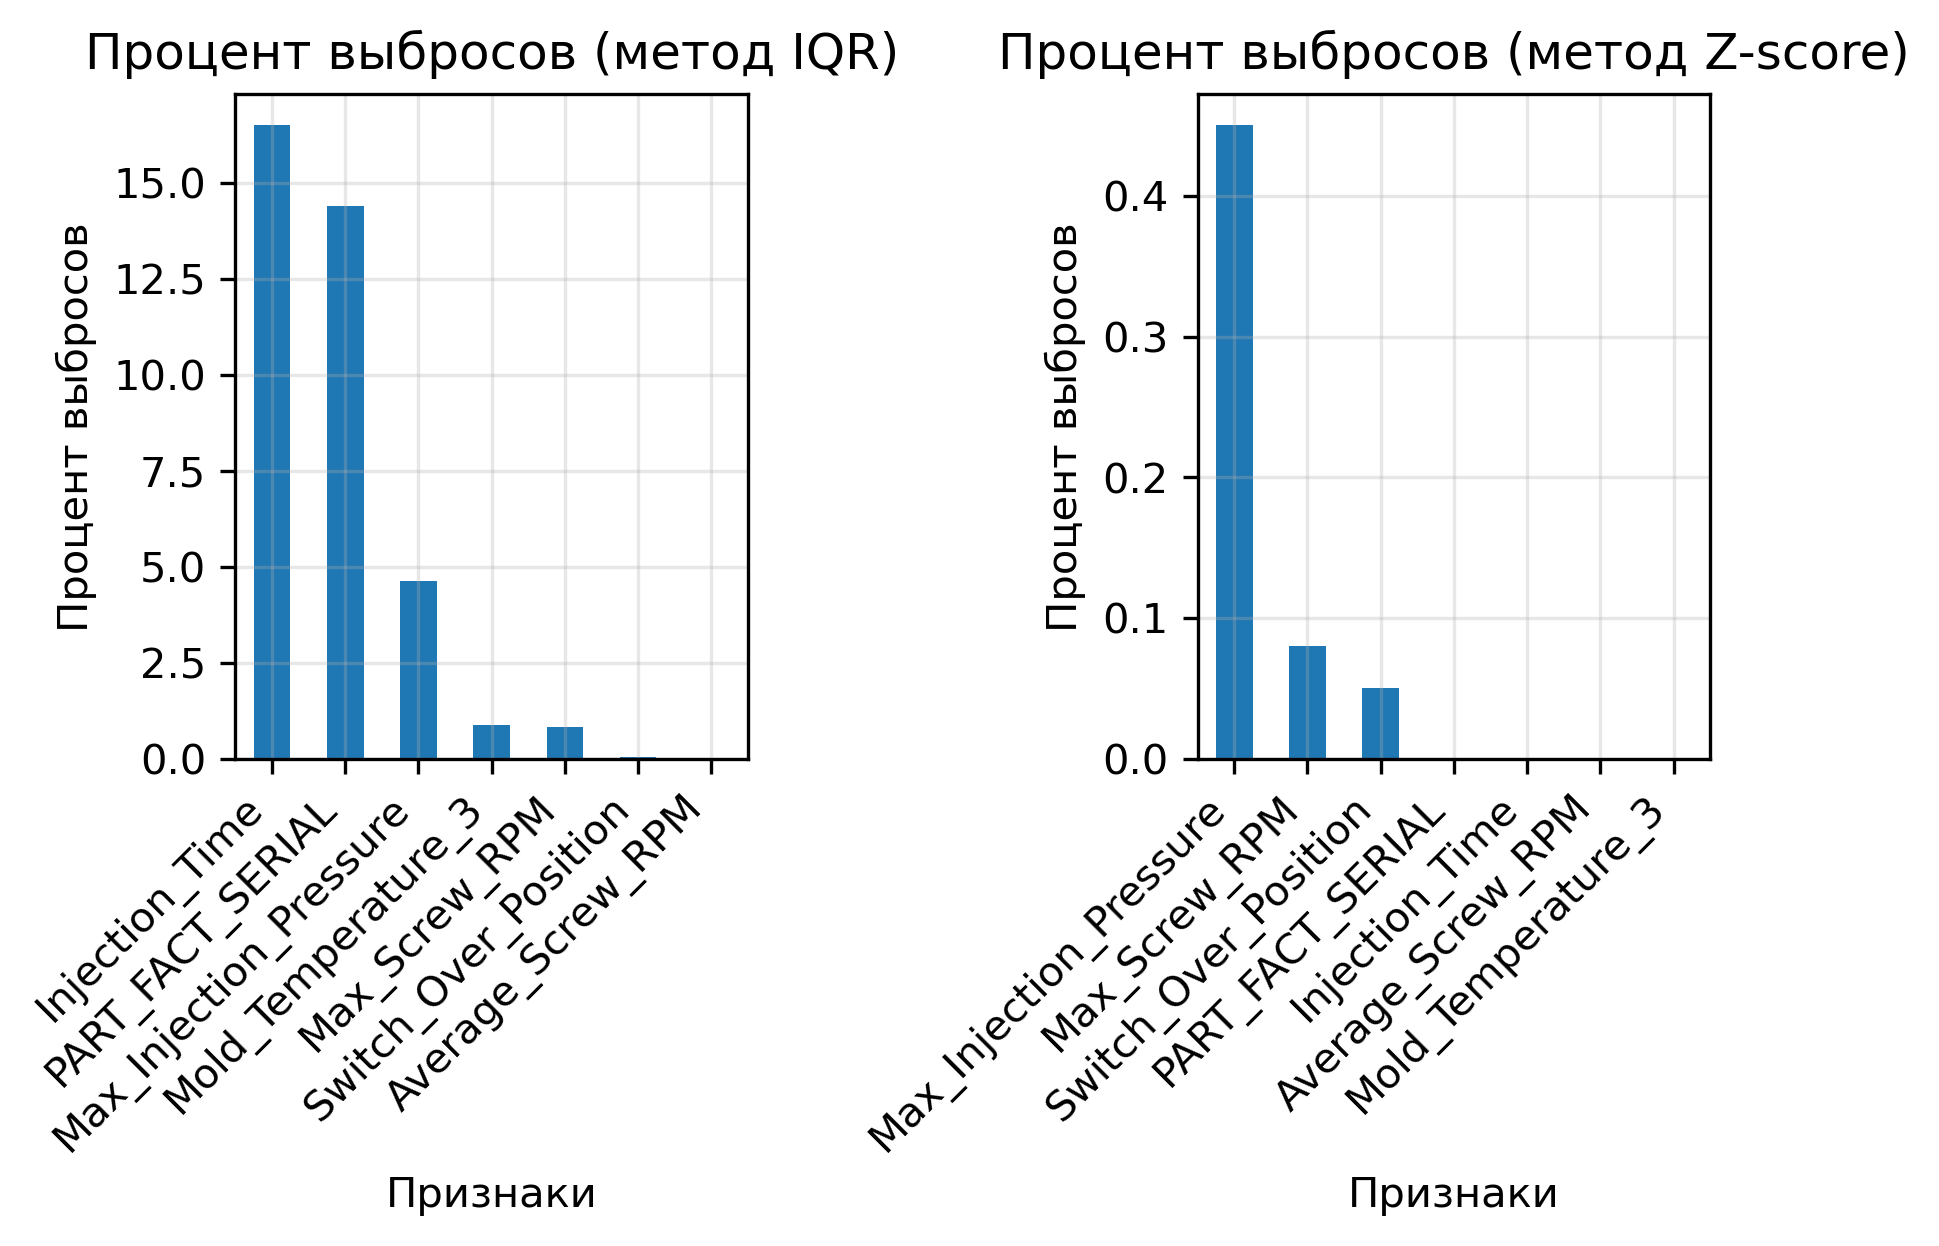 Процент выбросов (метод IQR)
Процент выбросов
15.0
12.5
10.0
7.5
5.0
2.5
0.0
Injection_Time
PART_FACT_SERIAL
Max_Injection_Pressure
Mold_Temperature_3
Max_Screw_RPM
Switch_Over_Position
Average_Screw_RPM
Признаки
Процент выбросов (метод Z-score)
Процент выбросов
0.4
0.3
0.2
0.1
0.0
Max_Injection_Pressure
Max_Screw_RPM
Switch_Over_Position
PART_FACT_SERIAL
Injection_Time
Average_Screw_RPM
Mold_Temperature_3
Признаки